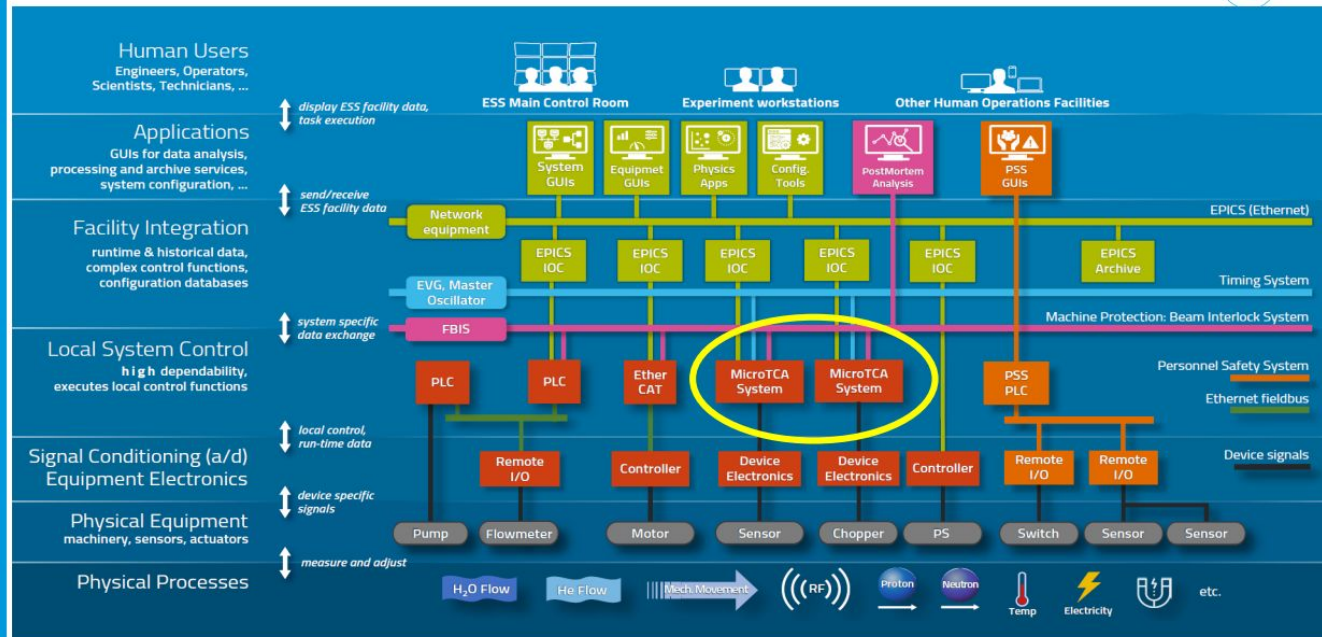 Human Users
Engineers, Operators,
Scientists, Technicians, ...
ESS Main Control Room
Experiment workstations
Other Human Operations Facilities
display ESS facility data,
task execution
Applications
GUIs for data analysis,
processing and archive services,
system configuration, ...
System
GUIs
Equipmet
GUIs
Physics
Apps
Config.
Tools
PostMortem
Analysis
PSS
GUIs
send/receive
ESS facility data
Facility Integration
runtime & historical data,
complex control functions,
configuration databases
Network
equipment
EPICS (Ethernet)
EPICS
IOC
EPICS
IOC
EPICS
IOC
EPICS
IOC
EPICS
IOC
EPICS
Archive
EVG, Master
Oscillator
Timing System
system specific
data exchange
FBIS
Machine Protection: Beam Interlock System
Local System Control
high dependability,
executes local control functions
PLC
PLC
Ether
CAT
MicroTCA
System
MicroTCA
System
PSS
PLC
Personnel Safety System
Ethernet fieldbus
local control,
run-time data
Signal Conditioning (a/d)
Equipment Electronics
Remote
I/O
Controller
Device
Electronics
Device
Electronics
Controller
Remote
I/O
Remote
I/O
Device signals
device specific
signals
Physical Equipment
machinery, sensors, actuators
Pump
Flowmeter
Motor
Sensor
Chopper
PS
Switch
Sensor
Sensor
measure and adjust
Physical Processes
H₂O Flow
He Flow
Mech. Movement
RF
Proton
Neutron
Temp
Electricity
etc.